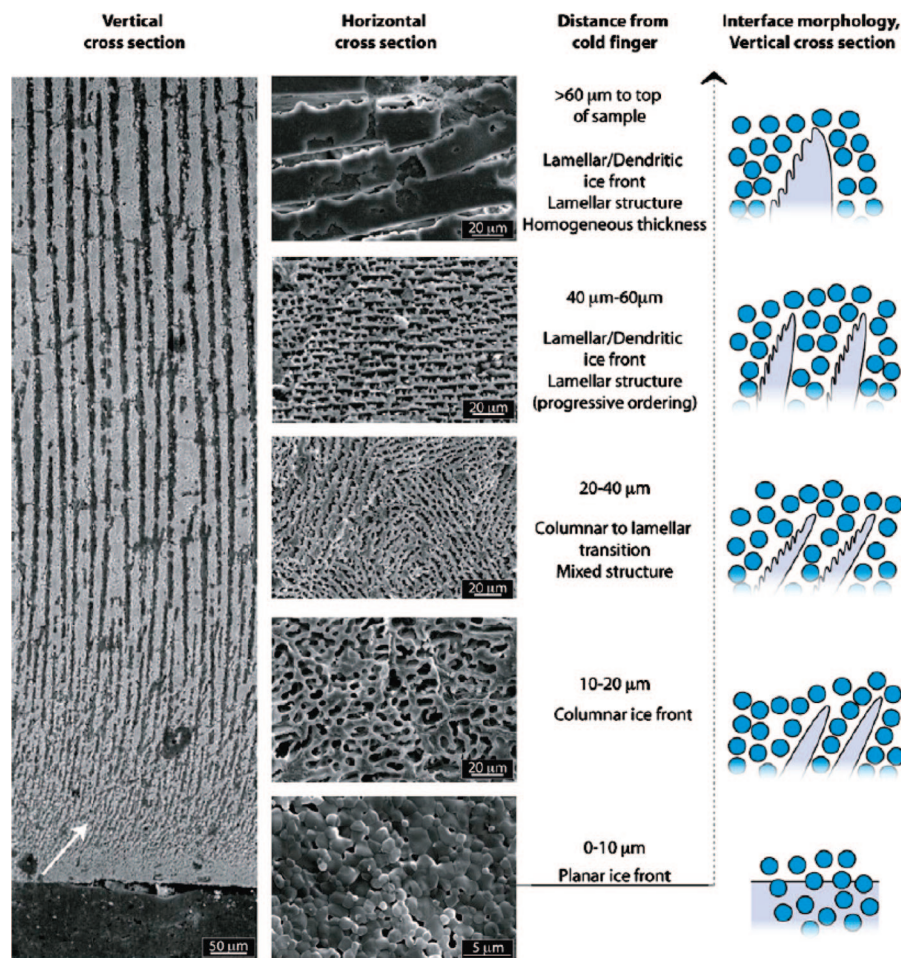 Vertical
cross section
Horizontal
cross section
Distance from
cold finger
Interface morphology,
Vertical cross section
>60 μm to top
of sample
Lamellar/Dendritic
ice front
Lamellar structure
Homogeneous thickness
20 μm
40 μm-60μm
Lamellar/Dendritic
ice front
Lamellar structure
(progressive ordering)
20 μm
20-40 μm
Columnar to lamellar
transition
Mixed structure
20 μm
10-20 μm
Columnar ice front
20 μm
0-10 μm
Planar ice front
50 μm
5 μm